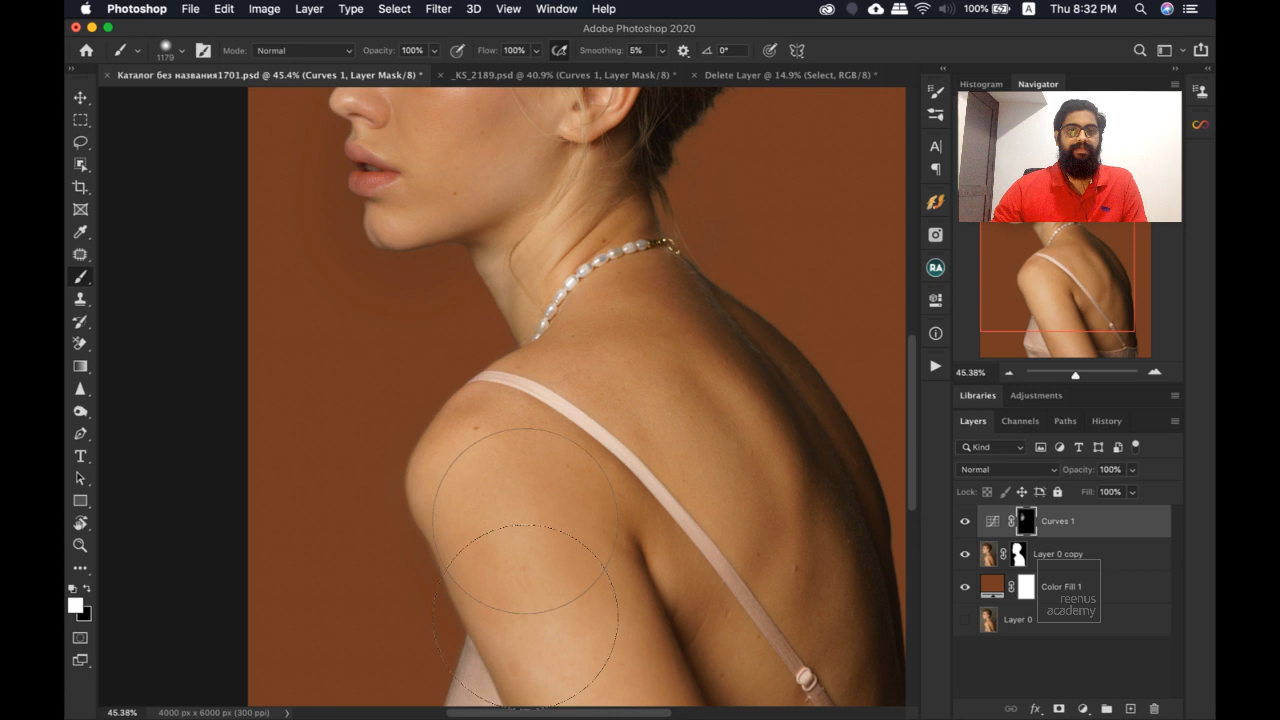 Photoshop File Edit Image Layer Type Select Filter 3D View Window Help 100% A Thu 8:32 PM
Adobe Photoshop 2020
1179 Mode: Normal Opacity: 100% Flow: 100% Smoothing: 5% 0°
× Каталог без названия1701.psd @ 45.4% (Curves 1, Layer Mask/8) * × _KS_2189.psd @ 40.9% (Curves 1, Layer Mask/8) * × Delete Layer @ 14.9% (Select, RGB/8) *
Histogram Navigator
RA
45.38%
Libraries Adjustments
Layers Channels Paths History
Kind
Normal Opacity: 100%
Lock: Fill: 100%
Curves 1
Layer 0 copy
Color Fill 1
reenus
academy
Layer 0
45.38% 4000 px x 6000 px (300 ppi)